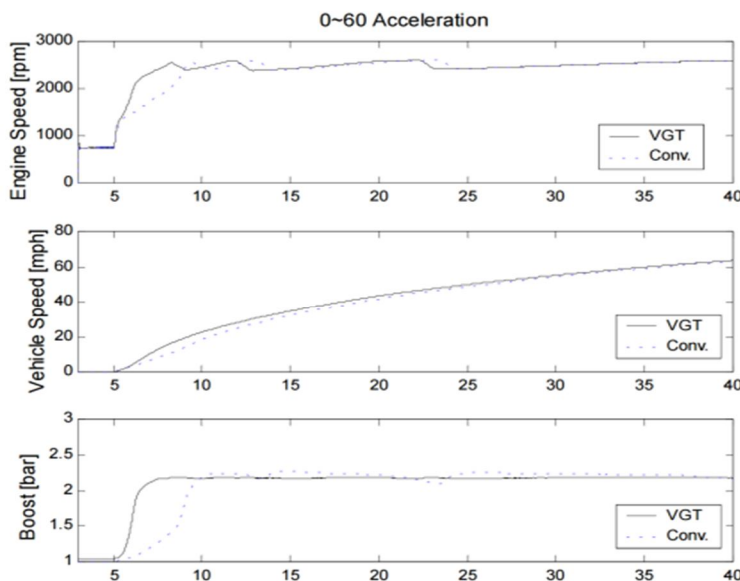 0~60 Acceleration
Engine Speed [rpm]
3000
2000
1000
0
5 10 15 20 25 30 35 40
VGT
Conv.
Vehicle Speed [mph]
80
60
40
20
0
5 10 15 20 25 30 35 40
VGT
Conv.
Boost [bar]
3
2.5
2
1.5
1
5 10 15 20 25 30 35 40
VGT
Conv.